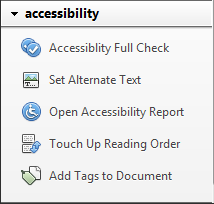 accessibility
Accessiblity Full Check
Set Alternate Text
Open Accessibility Report
Touch Up Reading Order
Add Tags to Document